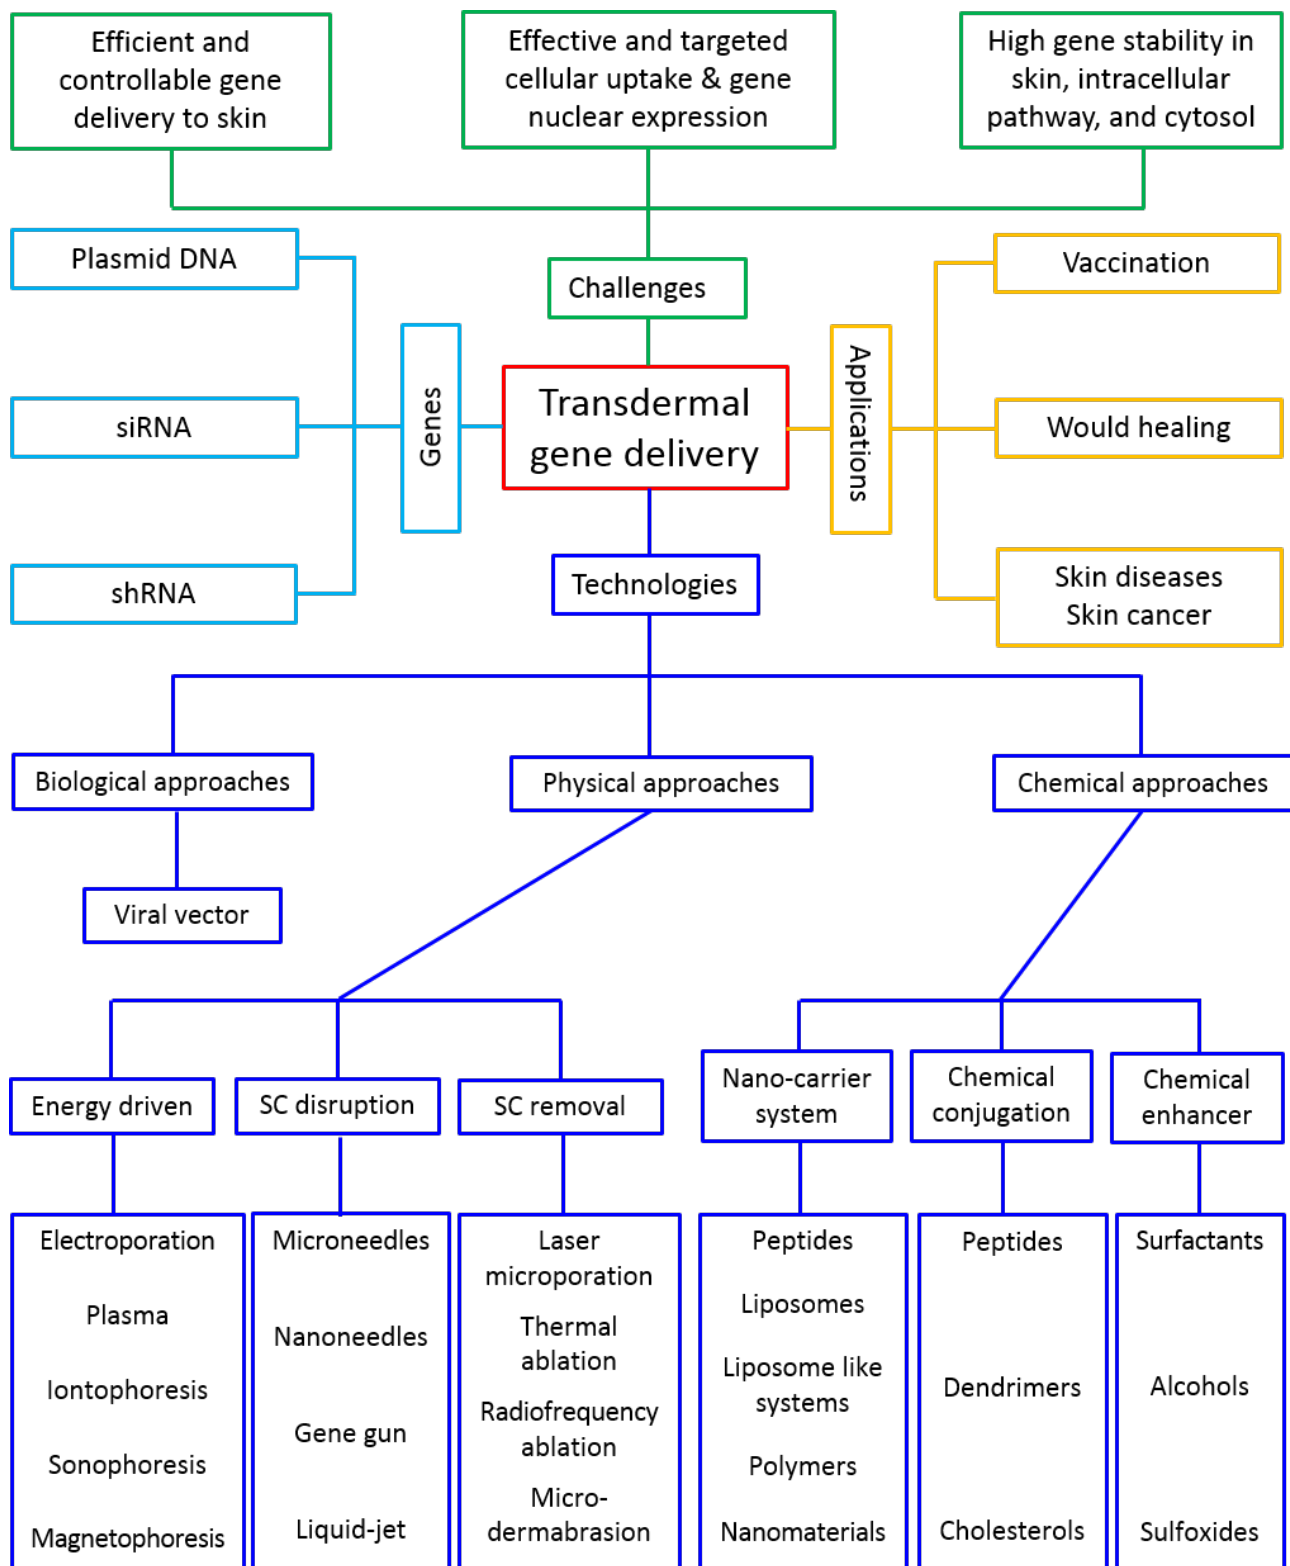 Efficient and
controllable gene
delivery to skin
Effective and targeted
cellular uptake & gene
nuclear expression
High gene stability in
skin, intracellular
pathway, and cytosol
Plasmid DNA
siRNA
shRNA
Genes
Challenges
Transdermal
gene delivery
Applications
Vaccination
Would healing
Skin diseases
Skin cancer
Technologies
Biological approaches
Physical approaches
Chemical approaches
Viral vector
Energy driven
SC disruption
SC removal
Nano-carrier
system
Chemical
conjugation
Chemical
enhancer
Electroporation
Plasma
Iontophoresis
Sonophoresis
Magnetophoresis
Microneedles
Nanoneedles
Gene gun
Liquid-jet
Laser
microporation
Thermal
ablation
Radiofrequency
ablation
Micro-
dermabrasion
Peptides
Liposomes
Liposome like
systems
Polymers
Nanomaterials
Peptides
Dendrimers
Cholesterols
Surfactants
Alcohols
Sulfoxides